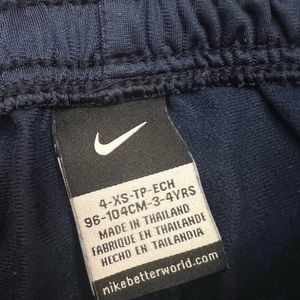 4-XS-TP-ECH
96-104CM-3-4YRS
MADE IN THAILAND
FABRIQUE EN THAILANDE
HECHO EN TAILANDIA
nikebetterworld.com